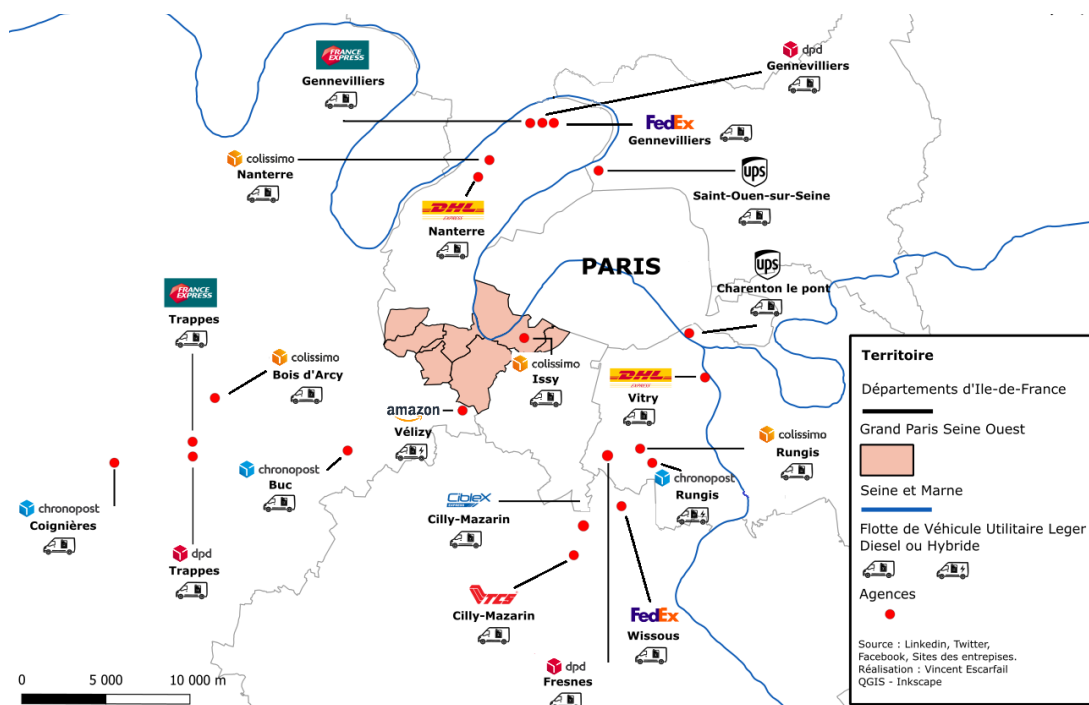 FRANCE
EXPRESS
Gennevilliers
dpd
Gennevilliers
FedEx
Gennevilliers
colissimo
Nanterre
ups
Saint-Ouen-sur-Seine
DHL
EXPRESS
Nanterre
PARIS
ups
Charenton le pont
FRANCE
EXPRESS
Trappes
colissimo
Bois d'Arcy
colissimo
Issy
DHL
EXPRESS
Vitry
amazon
Vélizy
colissimo
Rungis
chronopost
Buc
chronopost
Rungis
chronopost
Coignières
CibleX
Cilly-Mazarin
dpd
Trappes
TCS
Cilly-Mazarin
FedEx
Wissous
dpd
Fresnes
0 5 000 10 000 m
Territoire
Départements d'Ile-de-France
Grand Paris Seine Ouest
Seine et Marne
Flotte de Véhicule Utilitaire Leger
Diesel ou Hybride
Agences
Source : Linkedin, Twitter,
Facebook, Sites des entrepises.
Réalisation : Vincent Escarfail
QGIS - Inkscape